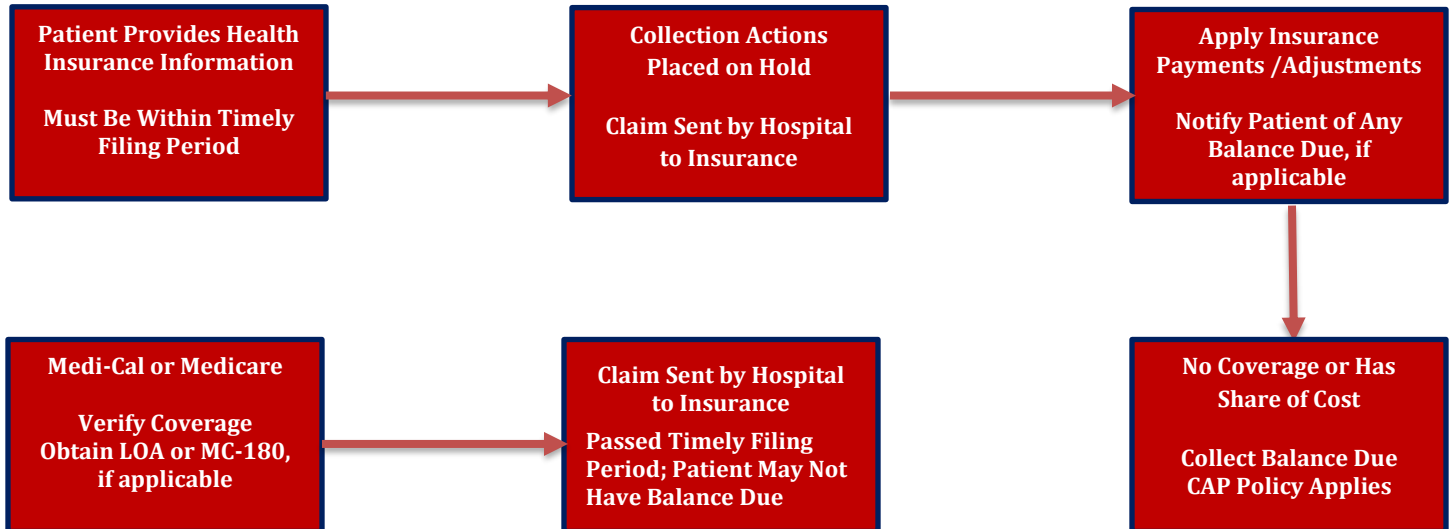 Patient Provides Health
Insurance Information
Must Be Within Timely
Filing Period
Collection Actions
Placed on Hold
Claim Sent by Hospital
to Insurance
Apply Insurance
Payments /Adjustments
Notify Patient of Any
Balance Due, if
applicable
Medi-Cal or Medicare
Verify Coverage
Obtain LOA or MC-180,
if applicable
Claim Sent by Hospital
to Insurance
Passed Timely Filing
Period; Patient May Not
Have Balance Due
No Coverage or Has
Share of Cost
Collect Balance Due
CAP Policy Applies